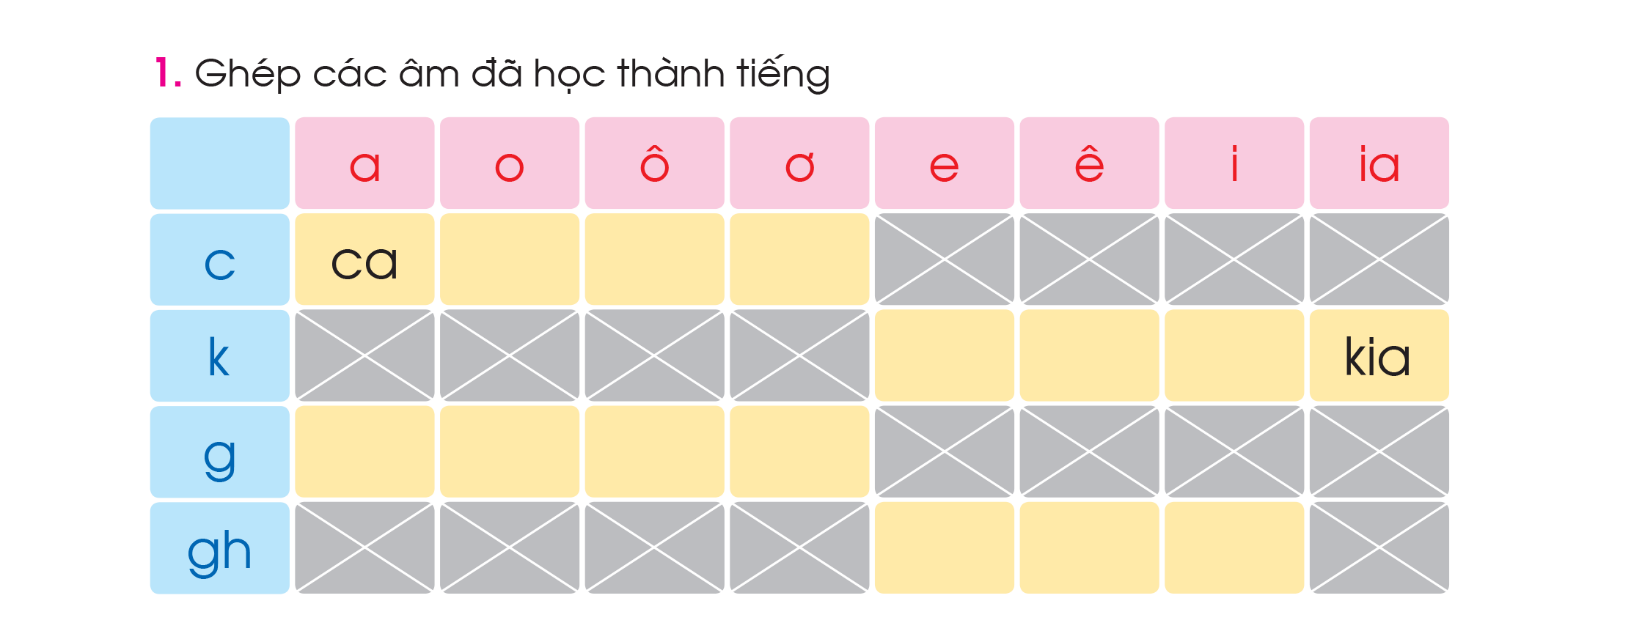 1. Ghép các âm đã học thành tiếng
a o ô ơ e ê i ia
c ca
k kia
g
gh